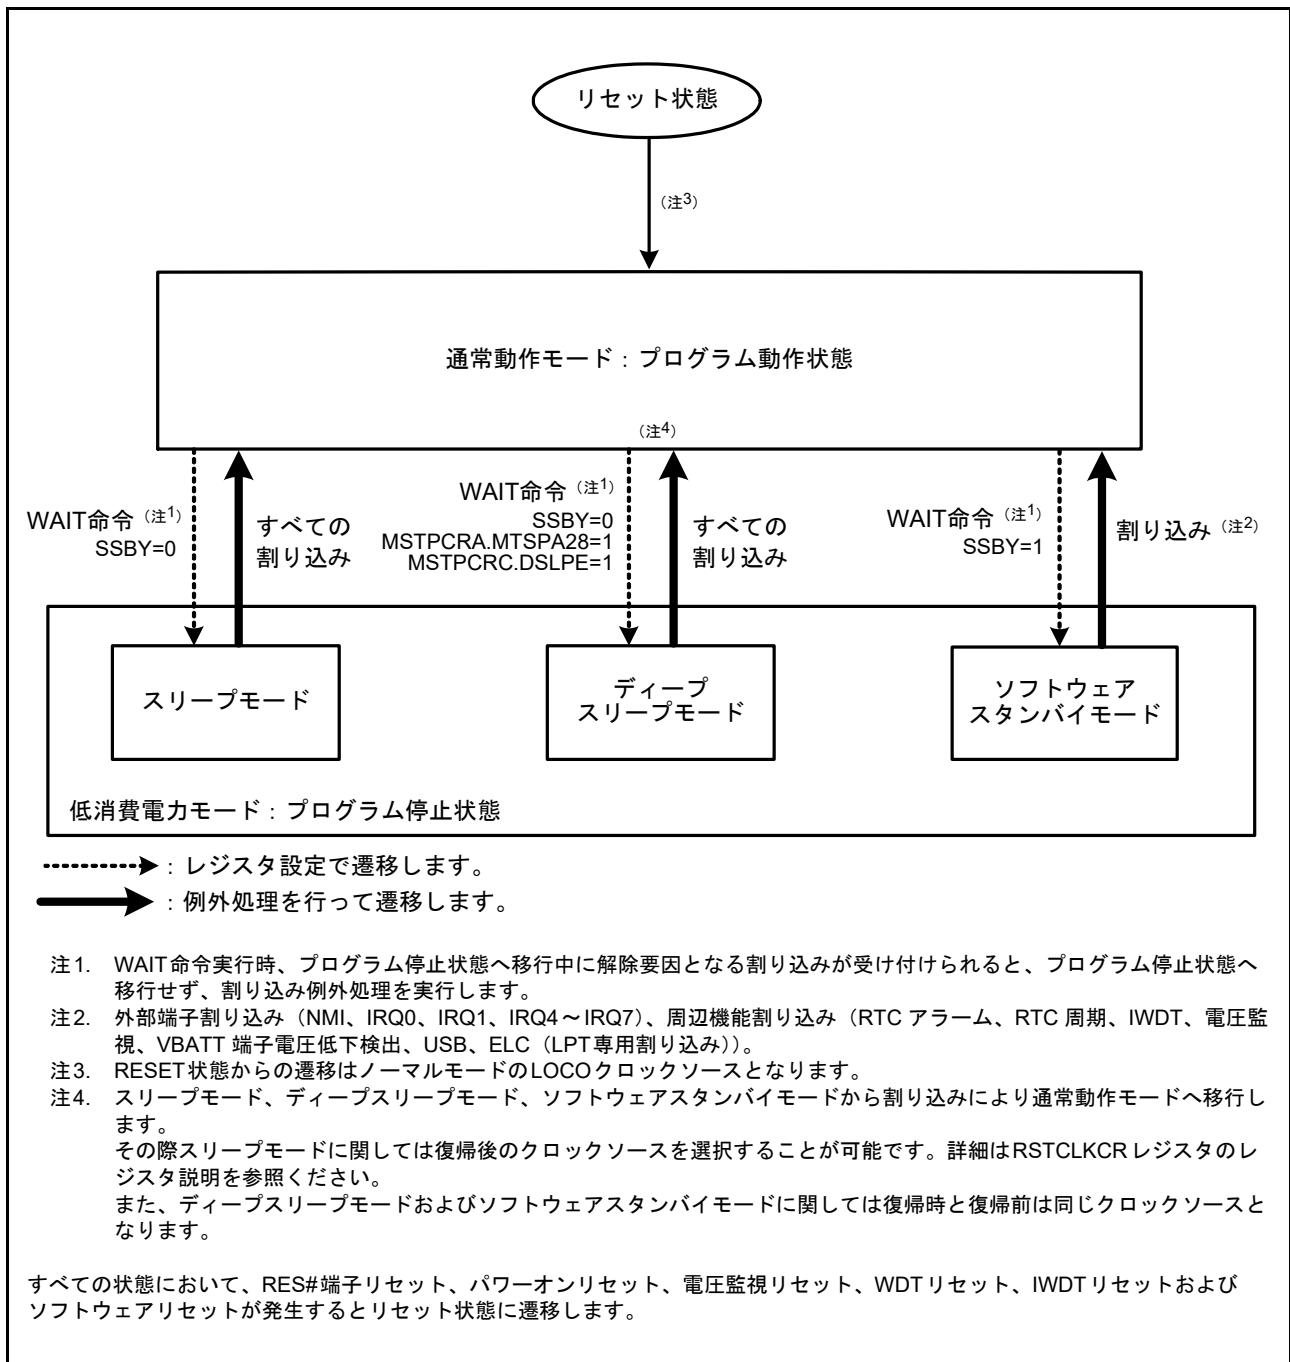 リセット状態
（注3）
通常動作モード：プログラム動作状態
（注4）
WAIT命令（注1）
SSBY=0
すべての
割り込み
WAIT命令（注1）
SSBY=0
MSTPCRA.MTSPA28=1
MSTPCRC.DSLPE=1
すべての
割り込み
WAIT命令（注1）
SSBY=1
割り込み（注2）
スリープモード
ディープ
スリープモード
ソフトウェア
スタンバイモード
低消費電力モード：プログラム停止状態
：レジスタ設定で遷移します。
：例外処理を行って遷移します。
注1. WAIT命令実行時、プログラム停止状態へ移行中に解除要因となる割り込みが受け付けられると、プログラム停止状態へ
移行せず、割り込み例外処理を実行します。
注2. 外部端子割り込み（NMI、IRQ0、IRQ1、IRQ4～IRQ7）、周辺機能割り込み（RTC アラーム、RTC 周期、IWDT、電圧監
視、VBATT 端子電圧低下検出、USB、ELC（LPT専用割り込み））。
注3. RESET状態からの遷移はノーマルモードのLOCOクロックソースとなります。
注4. スリープモード、ディープスリープモード、ソフトウェアスタンバイモードから割り込みにより通常動作モードへ移行し
ます。
その際スリープモードに関しては復帰後のクロックソースを選択することが可能です。詳細はRSTCLKCRレジスタのレ
ジスタ説明を参照ください。
また、ディープスリープモードおよびソフトウェアスタンバイモードに関しては復帰時と復帰前は同じクロックソースと
なります。
すべての状態において、RES#端子リセット、パワーオンリセット、電圧監視リセット、WDTリセット、IWDTリセットおよび
ソフトウェアリセットが発生するとリセット状態に遷移します。